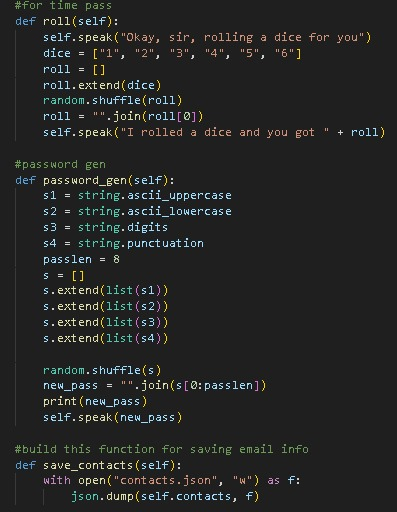 #for time pass
def roll(self):
    self.speak("Okay, sir, rolling a dice for you")
    dice = ["1", "2", "3", "4", "5", "6"]
    roll = []
    roll.extend(dice)
    random.shuffle(roll)
    roll = "".join(roll[0])
    self.speak("I rolled a dice and you got " + roll)

#password gen
def password_gen(self):
    s1 = string.ascii_uppercase
    s2 = string.ascii_lowercase
    s3 = string.digits
    s4 = string.punctuation
    passlen = 8
    s = []
    s.extend(list(s1))
    s.extend(list(s2))
    s.extend(list(s3))
    s.extend(list(s4))

    random.shuffle(s)
    new_pass = "".join(s[0:passlen])
    print(new_pass)
    self.speak(new_pass)

#build this function for saving email info
def save_contacts(self):
    with open("contacts.json", "w") as f:
        json.dump(self.contacts, f)